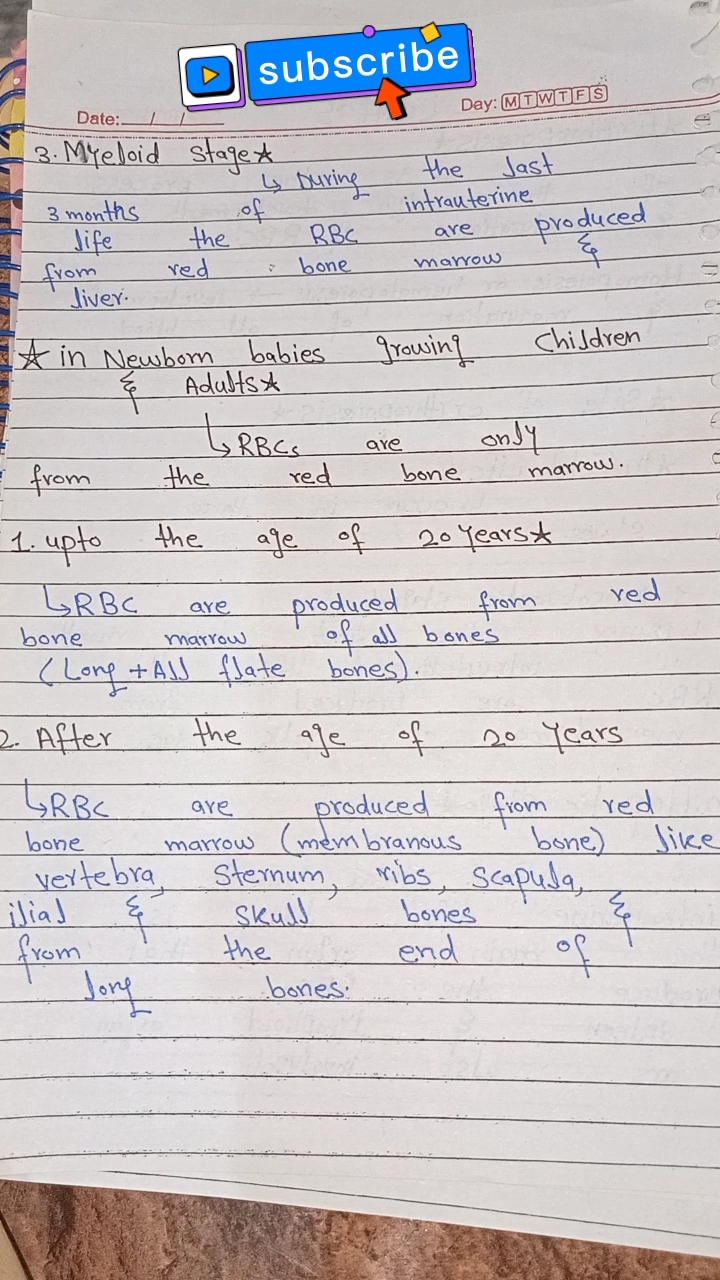 subscribe
Day: M T W T F S
Date: __/__/__
3. Myeloid Stage★
↳ During the last
3 months of intrauterine
life the RBC are produced
from red bone marrow &
liver.
★ in Newborn babies growing Children
& Adults★
↳ RBCs are only
from the red bone marrow.
1. upto the age of 20 Years★
↳ RBC are produced from red
bone marrow of all bones
(Long + All flate bones).
2. After the age of 20 Years
↳ RBC are produced from red
bone marrow (membranous bone) like
vertebra, Sternum, ribs, scapula,
ilial & skull bones &
from the end of
long bones.